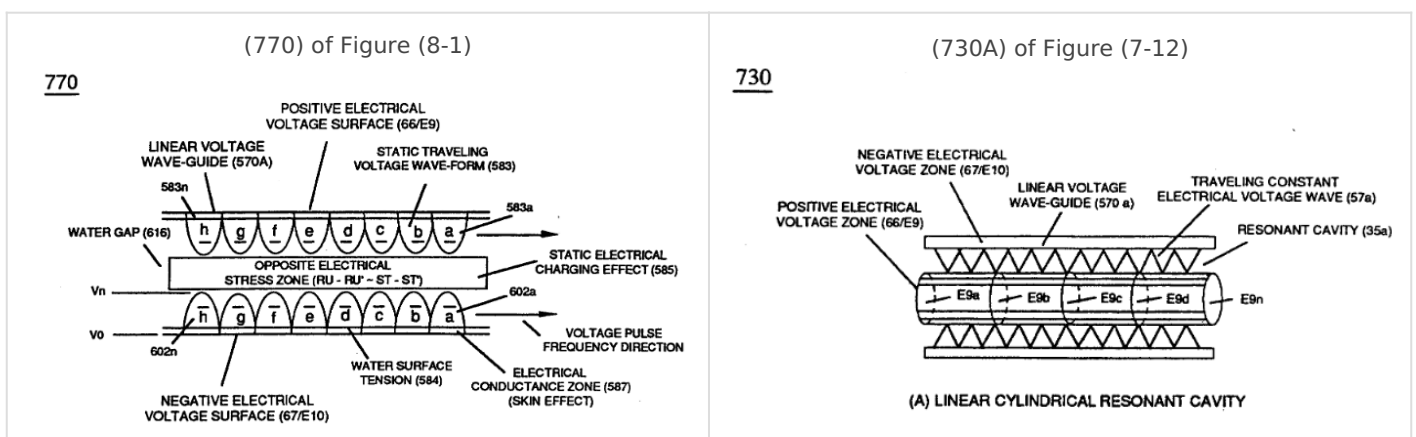 (770) of Figure (8-1)
770
POSITIVE ELECTRICAL
VOLTAGE SURFACE (66/E9)
LINEAR VOLTAGE
WAVE-GUIDE (570A)
STATIC TRAVELING
VOLTAGE WAVE-FORM (583)
583n
583a
h g f e d c b a
WATER GAP (616)
OPPOSITE ELECTRICAL
STRESS ZONE (RU - RU' ~ ST - ST')
STATIC ELECTRICAL
CHARGING EFFECT (585)
Vn
602a
h g f e d c b a
Vo
602n
VOLTAGE PULSE
FREQUENCY DIRECTION
WATER SURFACE
TENSION (584)
ELECTRICAL
CONDUCTANCE ZONE (587)
(SKIN EFFECT)
NEGATIVE ELECTRICAL
VOLTAGE SURFACE (67/E10)
(730A) of Figure (7-12)
730
NEGATIVE ELECTRICAL
VOLTAGE ZONE (67/E10)
LINEAR VOLTAGE
WAVE-GUIDE (570 a)
TRAVELING CONSTANT
ELECTRICAL VOLTAGE WAVE (57a)
POSITIVE ELECTRICAL
VOLTAGE ZONE (66/E9)
RESONANT CAVITY (35a)
E9a E9b E9c E9d E9n
(A) LINEAR CYLINDRICAL RESONANT CAVITY